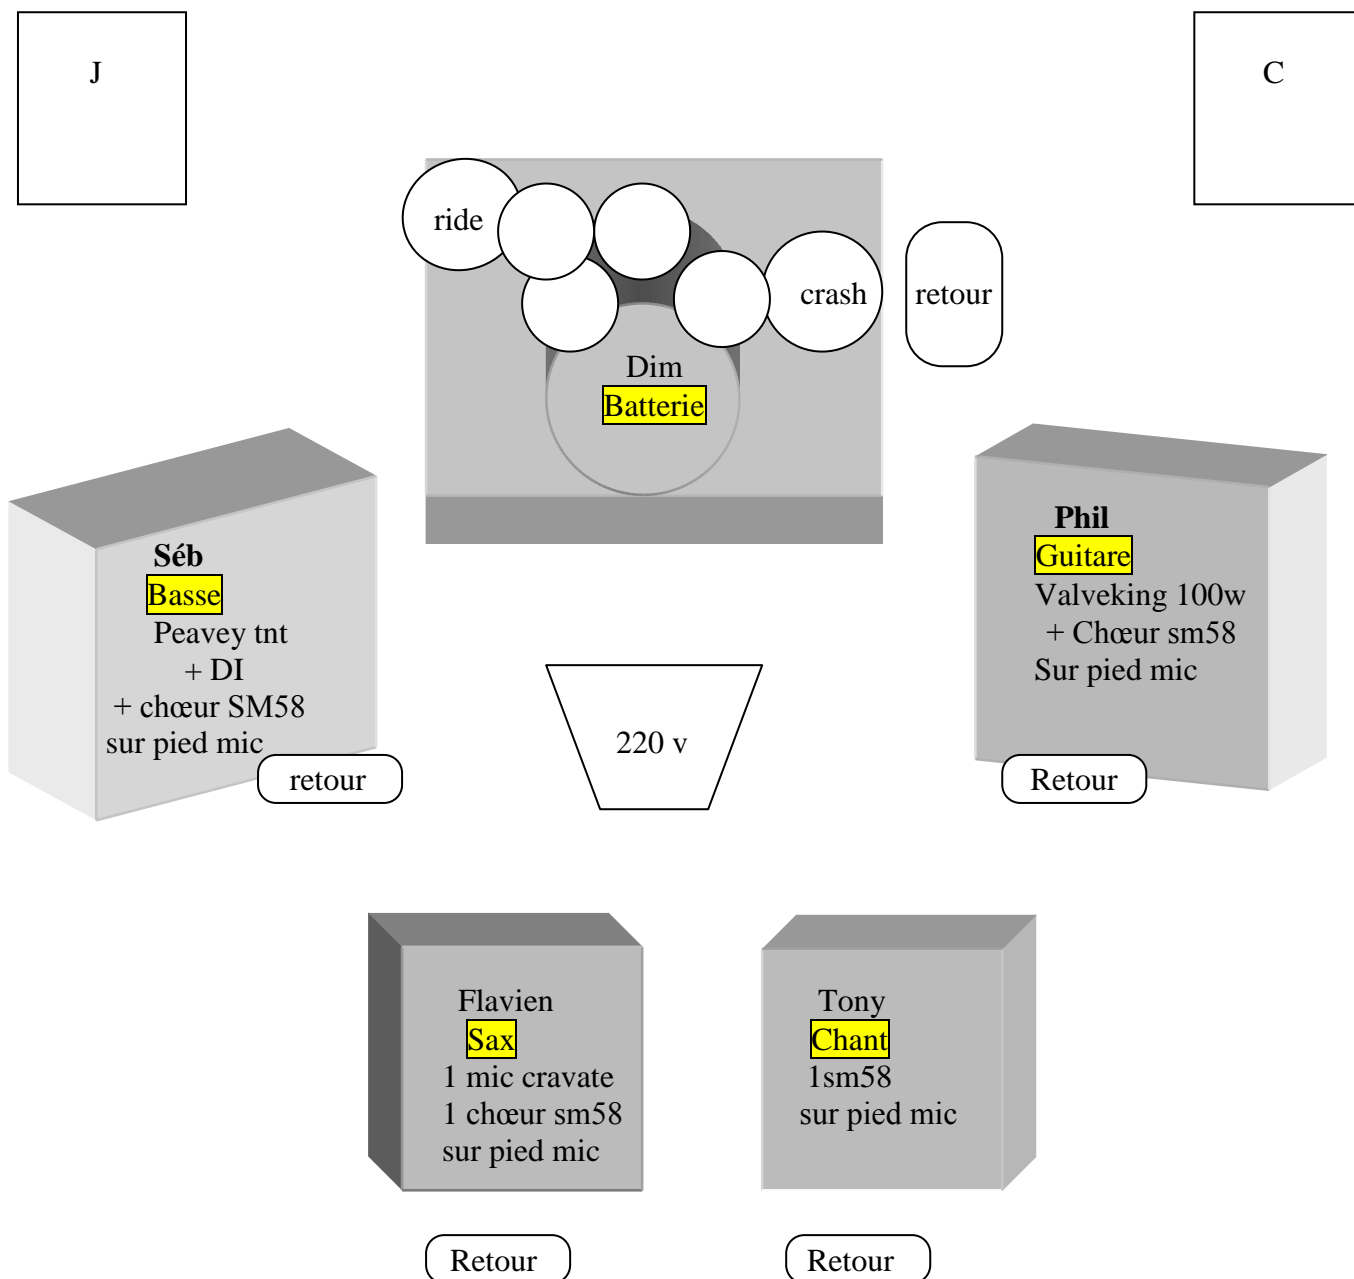 J
C
ride
crash
retour
Dim
Batterie
Séb
Basse
Peavey tnt
+ DI
+ chœur SM58
sur pied mic
retour
220 v
Phil
Guitare
Valveking 100w
+ Chœur sm58
Sur pied mic
Retour
Flavien
Sax
1 mic cravate
1 chœur sm58
sur pied mic
Tony
Chant
1sm58
sur pied mic
Retour
Retour